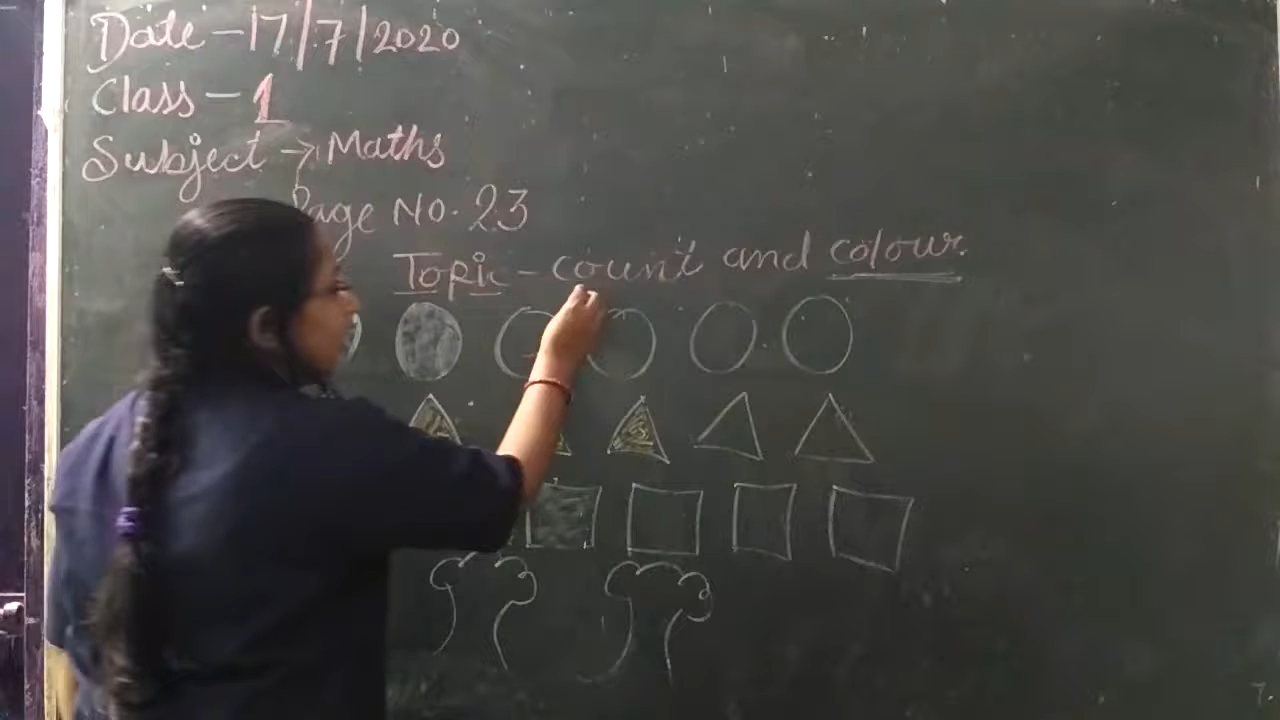 Date - 17/7/2020
Class - 1
Subject → Maths
Page No. 23
Topic - count and colour.